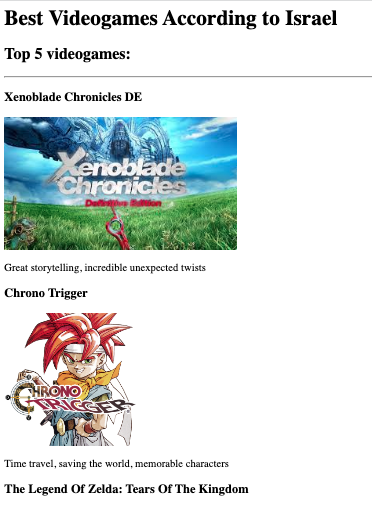 Best Videogames According to Israel
Top 5 videogames:
Xenoblade Chronicles DE
Xenoblade
Chronicles
Definitive Edition
Great storytelling, incredible unexpected twists
Chrono Trigger
CHRONO
TRIGGER
Time travel, saving the world, memorable characters
The Legend Of Zelda: Tears Of The Kingdom